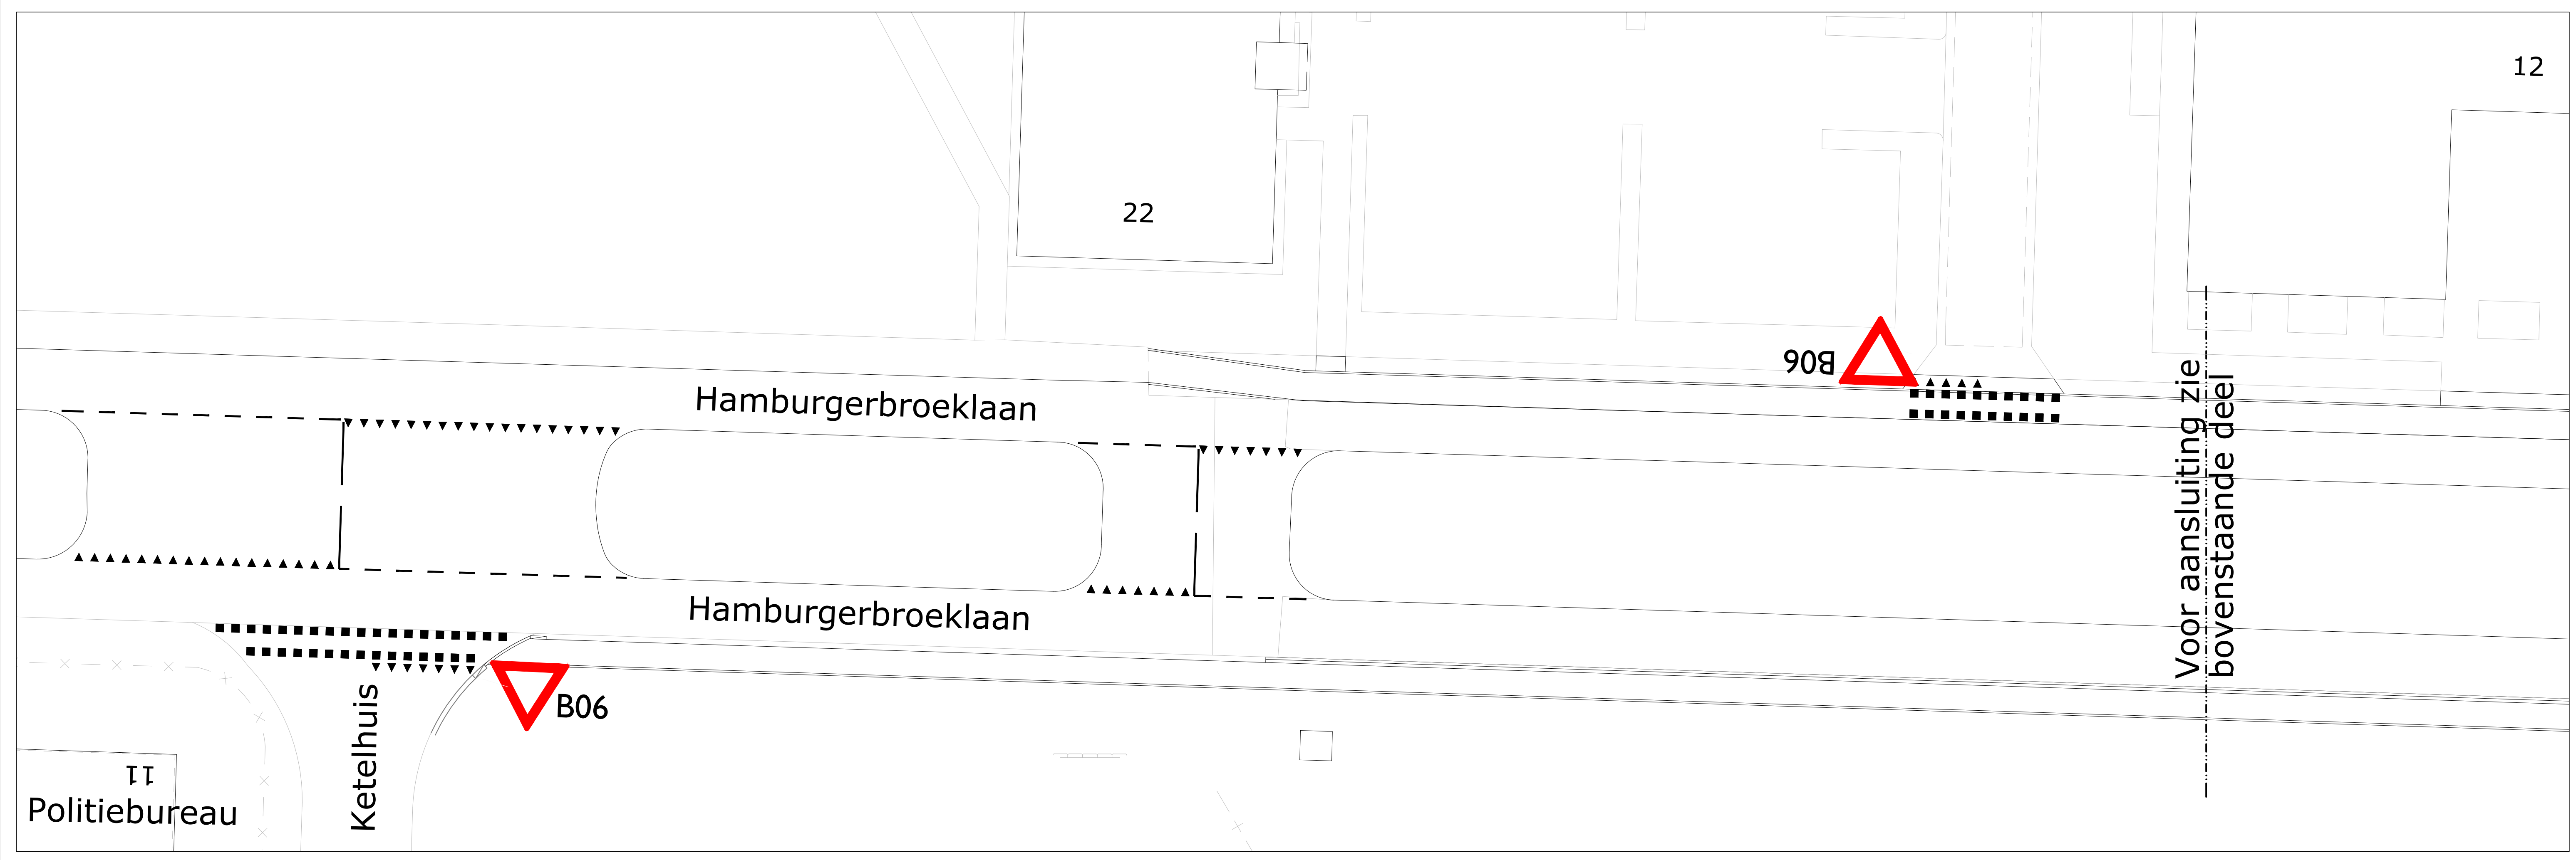 12
22
B06
Hamburgerbroeklaan
Voor aansluiting zie
bovenstaande deel
Hamburgerbroeklaan
B06
Ketelhuis
11
Politiebureau